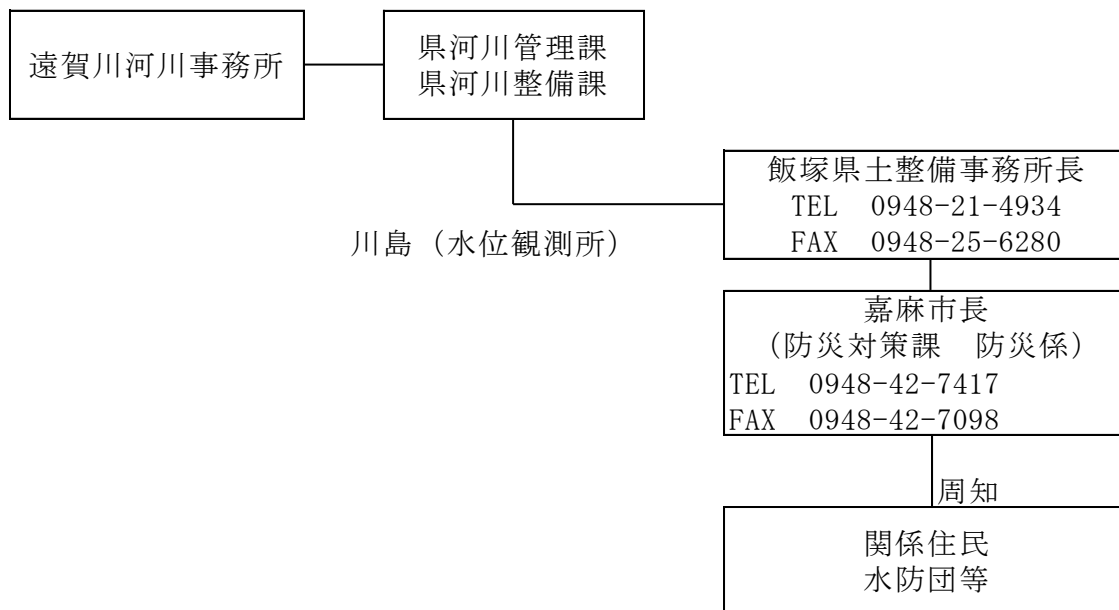 遠賀川河川事務所
県河川管理課
県河川整備課
飯塚県土整備事務所長
TEL 0948-21-4934
FAX 0948-25-6280
川島（水位観測所）
嘉麻市長
（防災対策課　防災係）
TEL 0948-42-7417
FAX 0948-42-7098
周知
関係住民
水防団等